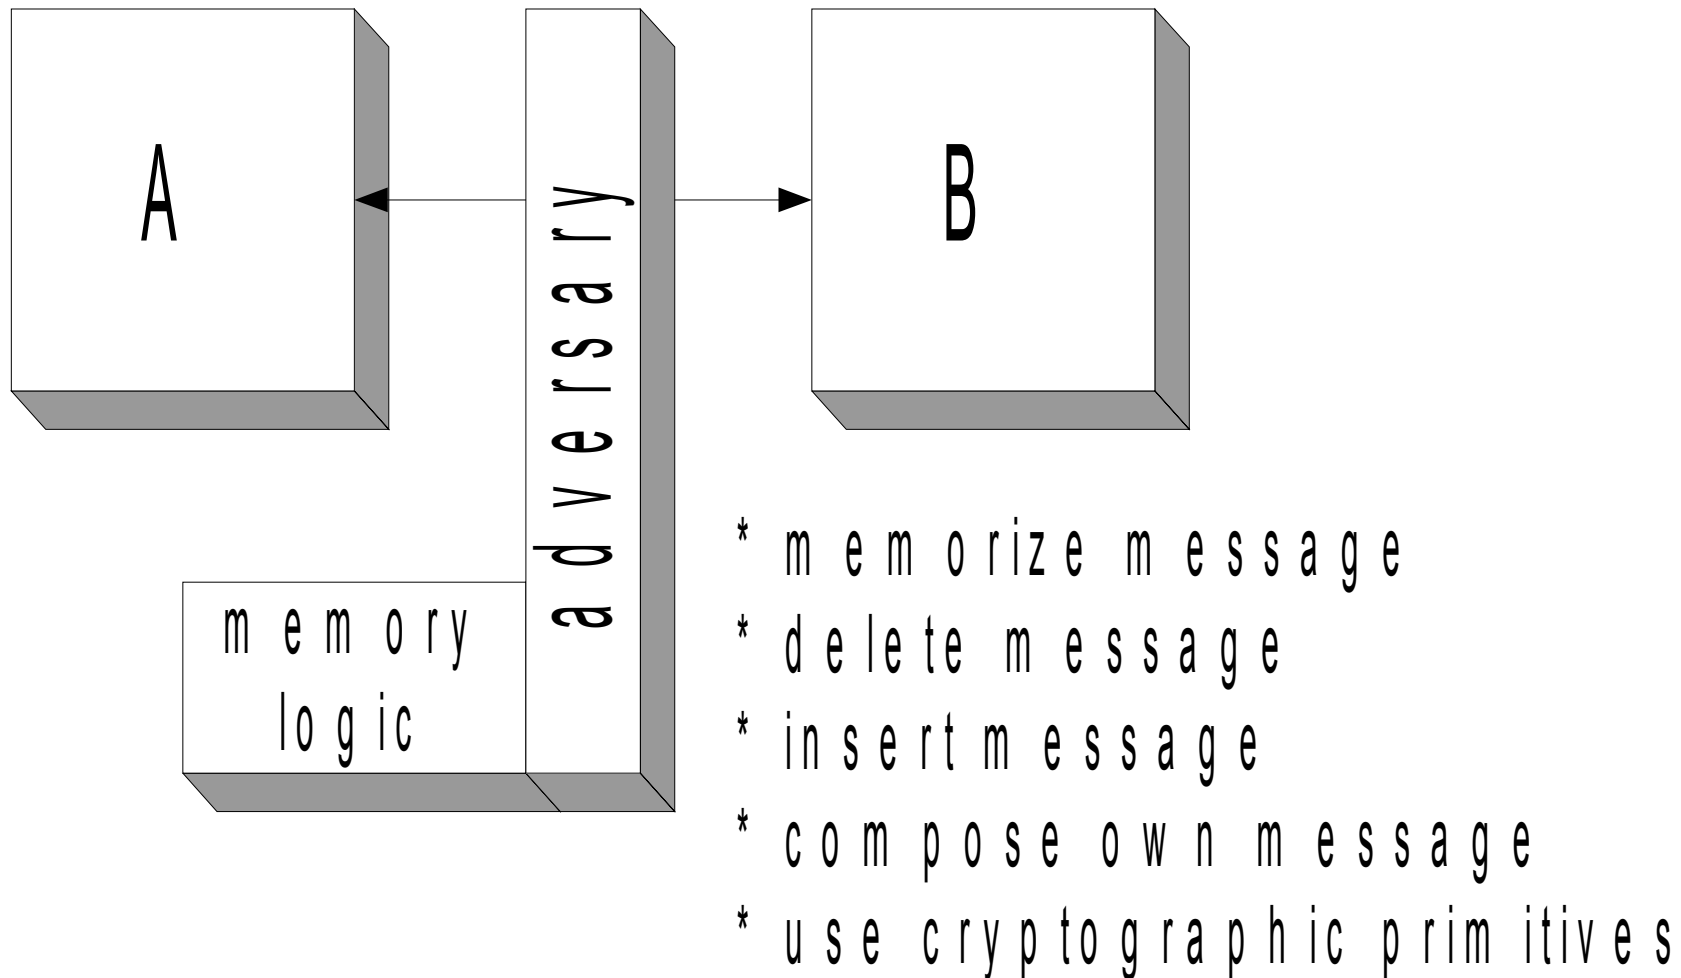 A
adversary
B
memory
logic
* memorize message
* delete message
* insert message
* compose own message
* use cryptographic primitives